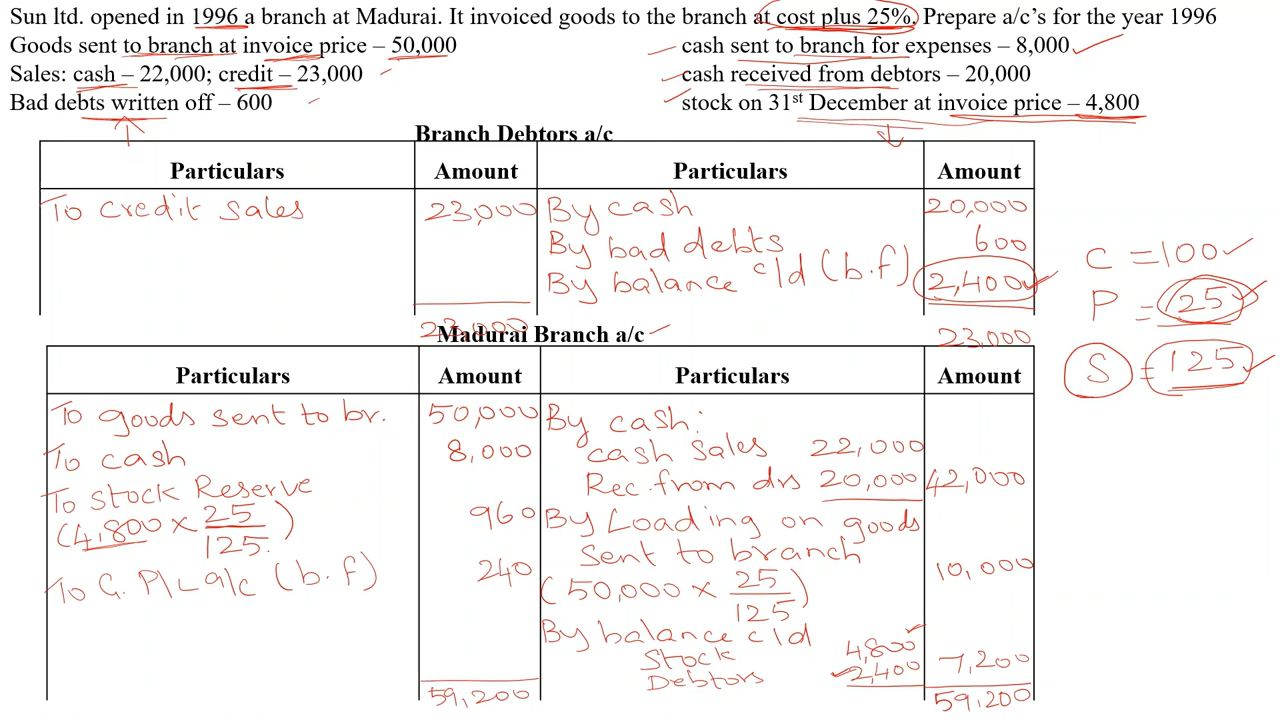 Sun ltd. opened in 1996 a branch at Madurai. It invoiced goods to the branch at cost plus 25%. Prepare a/c’s for the year 1996
Goods sent to branch at invoice price – 50,000
cash sent to branch for expenses – 8,000
Sales: cash – 22,000; credit – 23,000
cash received from debtors – 20,000
Bad debts written off – 600
stock on 31st December at invoice price – 4,800
Branch Debtors a/c
Particulars Amount Particulars Amount
To credit sales 23,000 By cash 20,000
By bad debts 600
By balance c/d (b.f) 2,400
23,000 23,000
C = 100
P = 25
S = 125
Madurai Branch a/c
Particulars Amount Particulars Amount
To goods sent to br. 50,000 By cash:
To cash 8,000 cash sales 22,000
To Stock Reserve Rec. from drs 20,000 42,000
(4,800 × 25/125) 960 By Loading on goods
sent to branch 10,000
To G. P/L a/c (b.f) 240 (50,000 × 25/125)
By balance c/d
Stock 4,800
Debtors 2,400 7,200
59,200 59,200